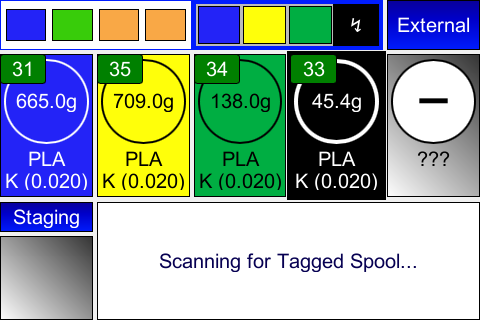 ↯
External
31
35
34
33
665.0g
709.0g
138.0g
45.4g
—
PLA
PLA
PLA
PLA
???
K (0.020)
K (0.020)
K (0.020)
K (0.020)
Staging
Scanning for Tagged Spool...